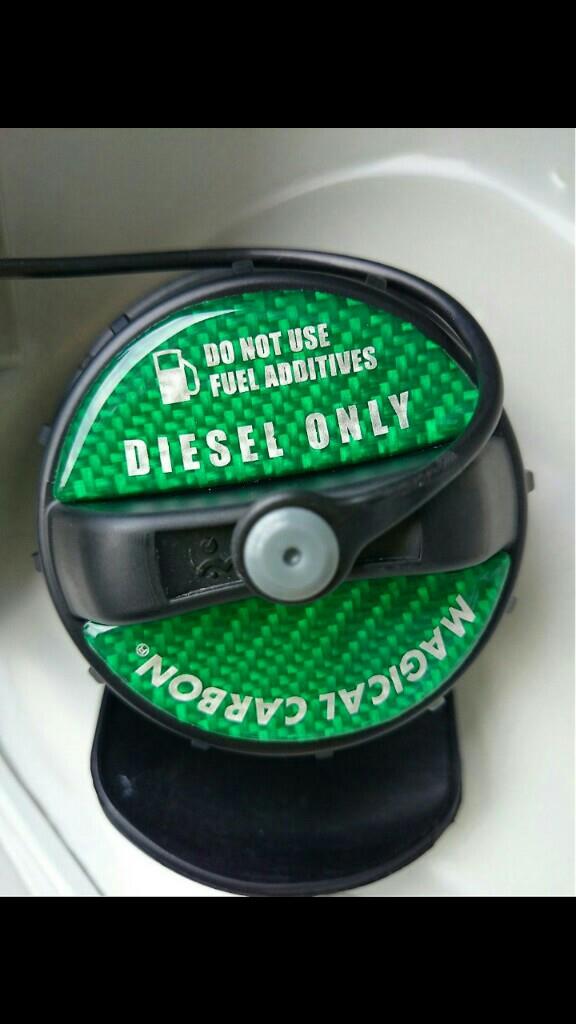 DO NOT USE
FUEL ADDITIVES
DIESEL ONLY
MAGICAL CARBON®